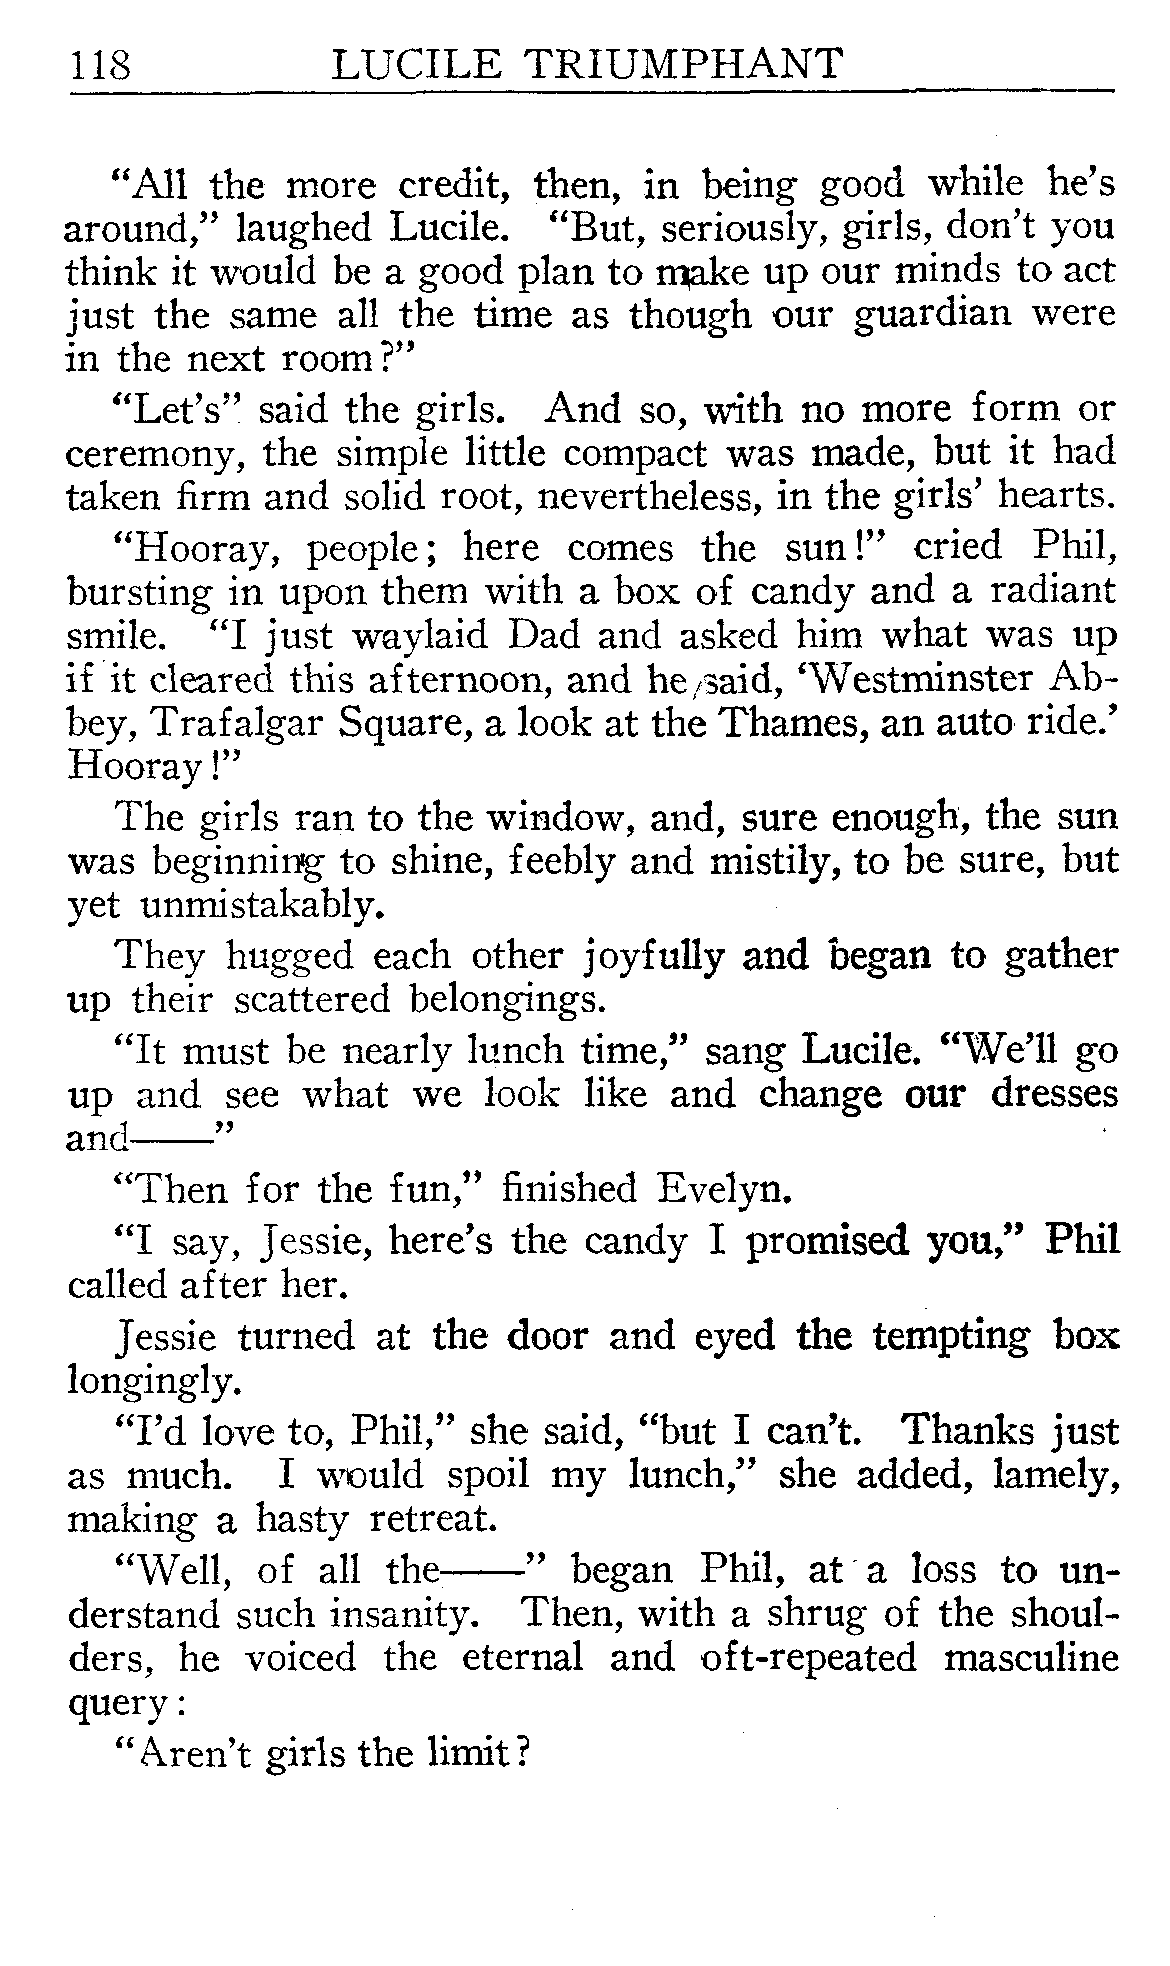 118 LUCILE TRIUMPHANT
“All the more credit, then, in being good while he’s
around,” laughed Lucile. “But, seriously, girls, don’t you
think it would be a good plan to make up our minds to act
just the same all the time as though our guardian were
in the next room?”
“Let’s” said the girls. And so, with no more form or
ceremony, the simple little compact was made, but it had
taken firm and solid root, nevertheless, in the girls’ hearts.
“Hooray, people; here comes the sun!” cried Phil,
bursting in upon them with a box of candy and a radiant
smile. “I just waylaid Dad and asked him what was up
if it cleared this afternoon, and he said, ‘Westminster Ab-
bey, Trafalgar Square, a look at the Thames, an auto ride.’
Hooray!”
The girls ran to the window, and, sure enough, the sun
was beginning to shine, feebly and mistily, to be sure, but
yet unmistakably.
They hugged each other joyfully and began to gather
up their scattered belongings.
“It must be nearly lunch time,” sang Lucile. “We’ll go
up and see what we look like and change our dresses
and——”
“Then for the fun,” finished Evelyn.
“I say, Jessie, here’s the candy I promised you,” Phil
called after her.
Jessie turned at the door and eyed the tempting box
longingly.
“I’d love to, Phil,” she said, “but I can’t. Thanks just
as much. I would spoil my lunch,” she added, lamely,
making a hasty retreat.
“Well, of all the——” began Phil, at a loss to un-
derstand such insanity. Then, with a shrug of the shoul-
ders, he voiced the eternal and oft-repeated masculine
query:
“Aren’t girls the limit?